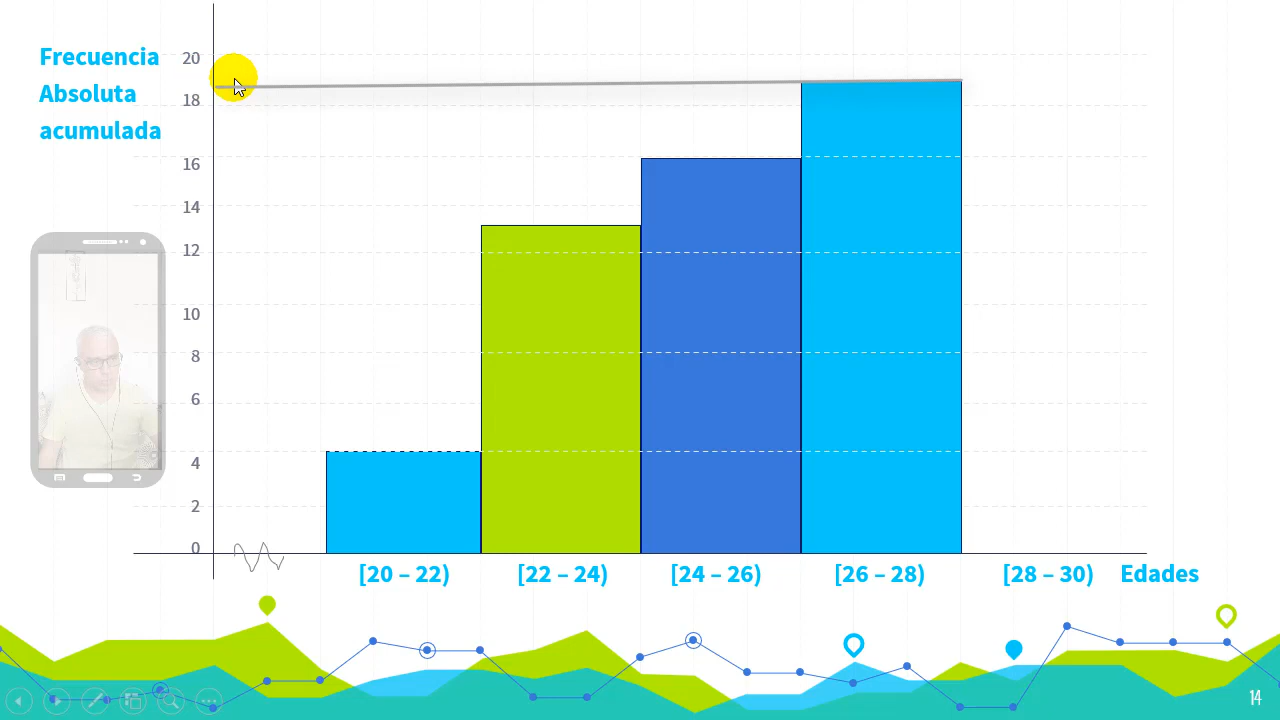 Frecuencia
Absoluta
acumulada
20
18
16
14
12
10
8
6
4
2
0
[20 – 22)
[22 – 24)
[24 – 26)
[26 – 28)
[28 – 30)
Edades
14